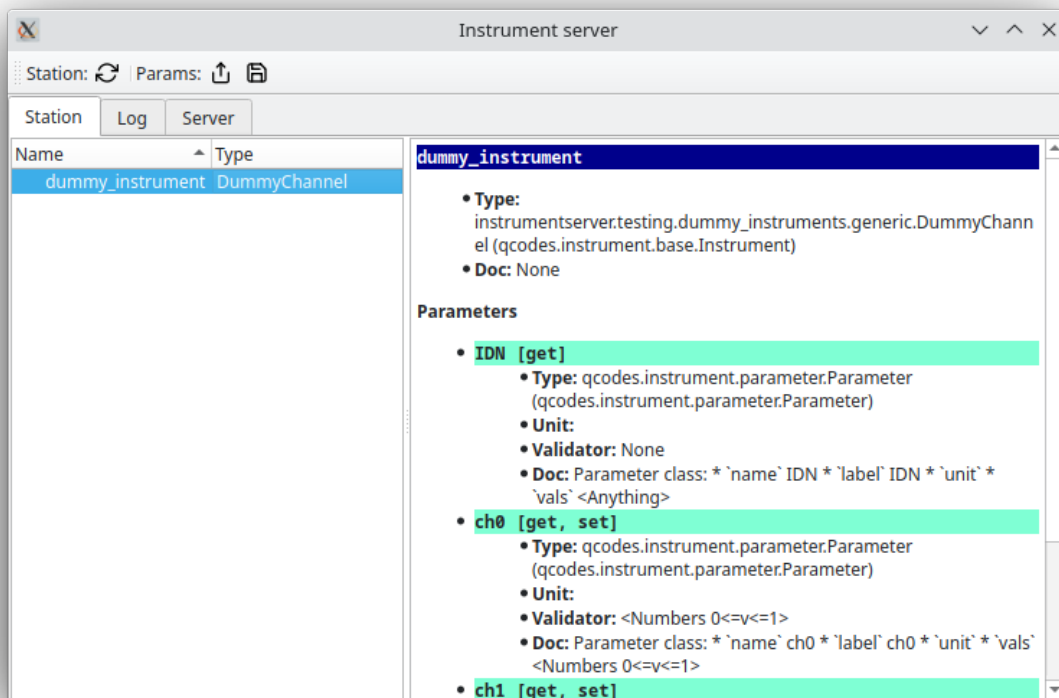 Instrument server
Station: Params:
Station Log Server
Name Type
dummy_instrument DummyChannel
dummy_instrument
• Type:
instrumentserver.testing.dummy_instruments.generic.DummyChann
el (qcodes.instrument.base.Instrument)
• Doc: None
Parameters
• IDN [get]
• Type: qcodes.instrument.parameter.Parameter
(qcodes.instrument.parameter.Parameter)
• Unit:
• Validator: None
• Doc: Parameter class: * `name` IDN * `label` IDN * `unit` *
`vals` <Anything>
• ch0 [get, set]
• Type: qcodes.instrument.parameter.Parameter
(qcodes.instrument.parameter.Parameter)
• Unit:
• Validator: <Numbers 0<=v<=1>
• Doc: Parameter class: * `name` ch0 * `label` ch0 * `unit` * `vals`
<Numbers 0<=v<=1>
• ch1 [get, set]